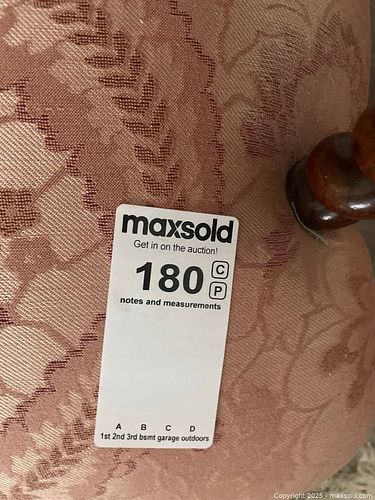 maxsold
Get in on the auction!
180 C
P
notes and measurements
A B C D
1st 2nd 3rd bsmt garage outdoors
Copyright 2025 - maxsold.com